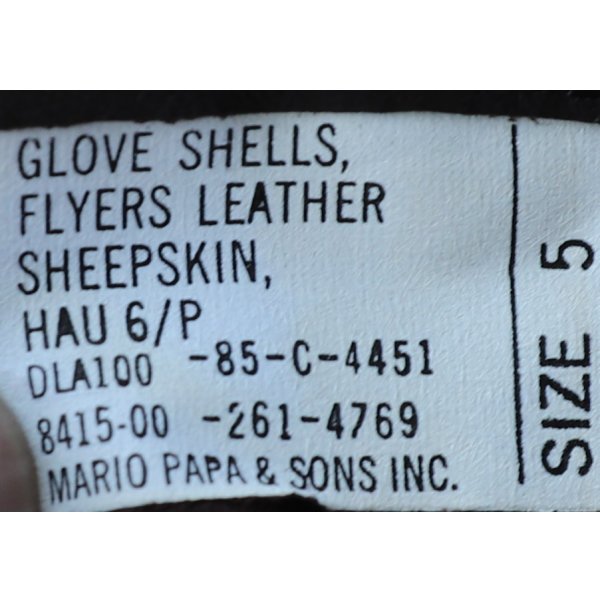 GLOVE SHELLS,
FLYERS LEATHER
SHEEPSKIN,
HAU 6/P
DLA100 -85-C-4451
8415-00 -261-4769
MARIO PAPA & SONS INC.
SIZE 5